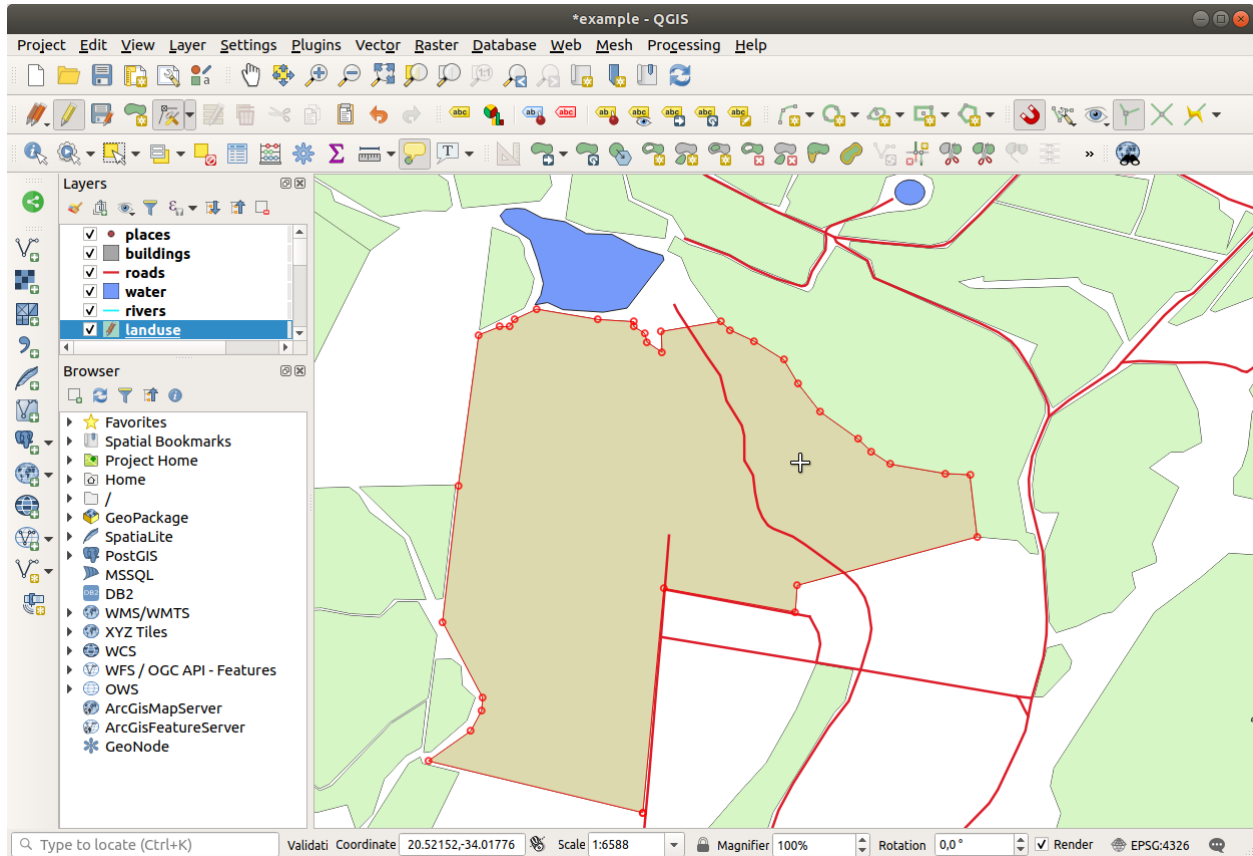 *example - QGIS
Project Edit View Layer Settings Plugins Vector Raster Database Web Mesh Processing Help
Layers
places
buildings
roads
water
rivers
landuse
Browser
Favorites
Spatial Bookmarks
Project Home
Home
/
GeoPackage
SpatiaLite
PostGIS
MSSQL
DB2
WMS/WMTS
XYZ Tiles
WCS
WFS / OGC API - Features
OWS
ArcGisMapServer
ArcGisFeatureServer
GeoNode
Type to locate (Ctrl+K) Validati Coordinate 20.52152,-34.01776 Scale 1:6588 Magnifier 100% Rotation 0,0° Render EPSG:4326